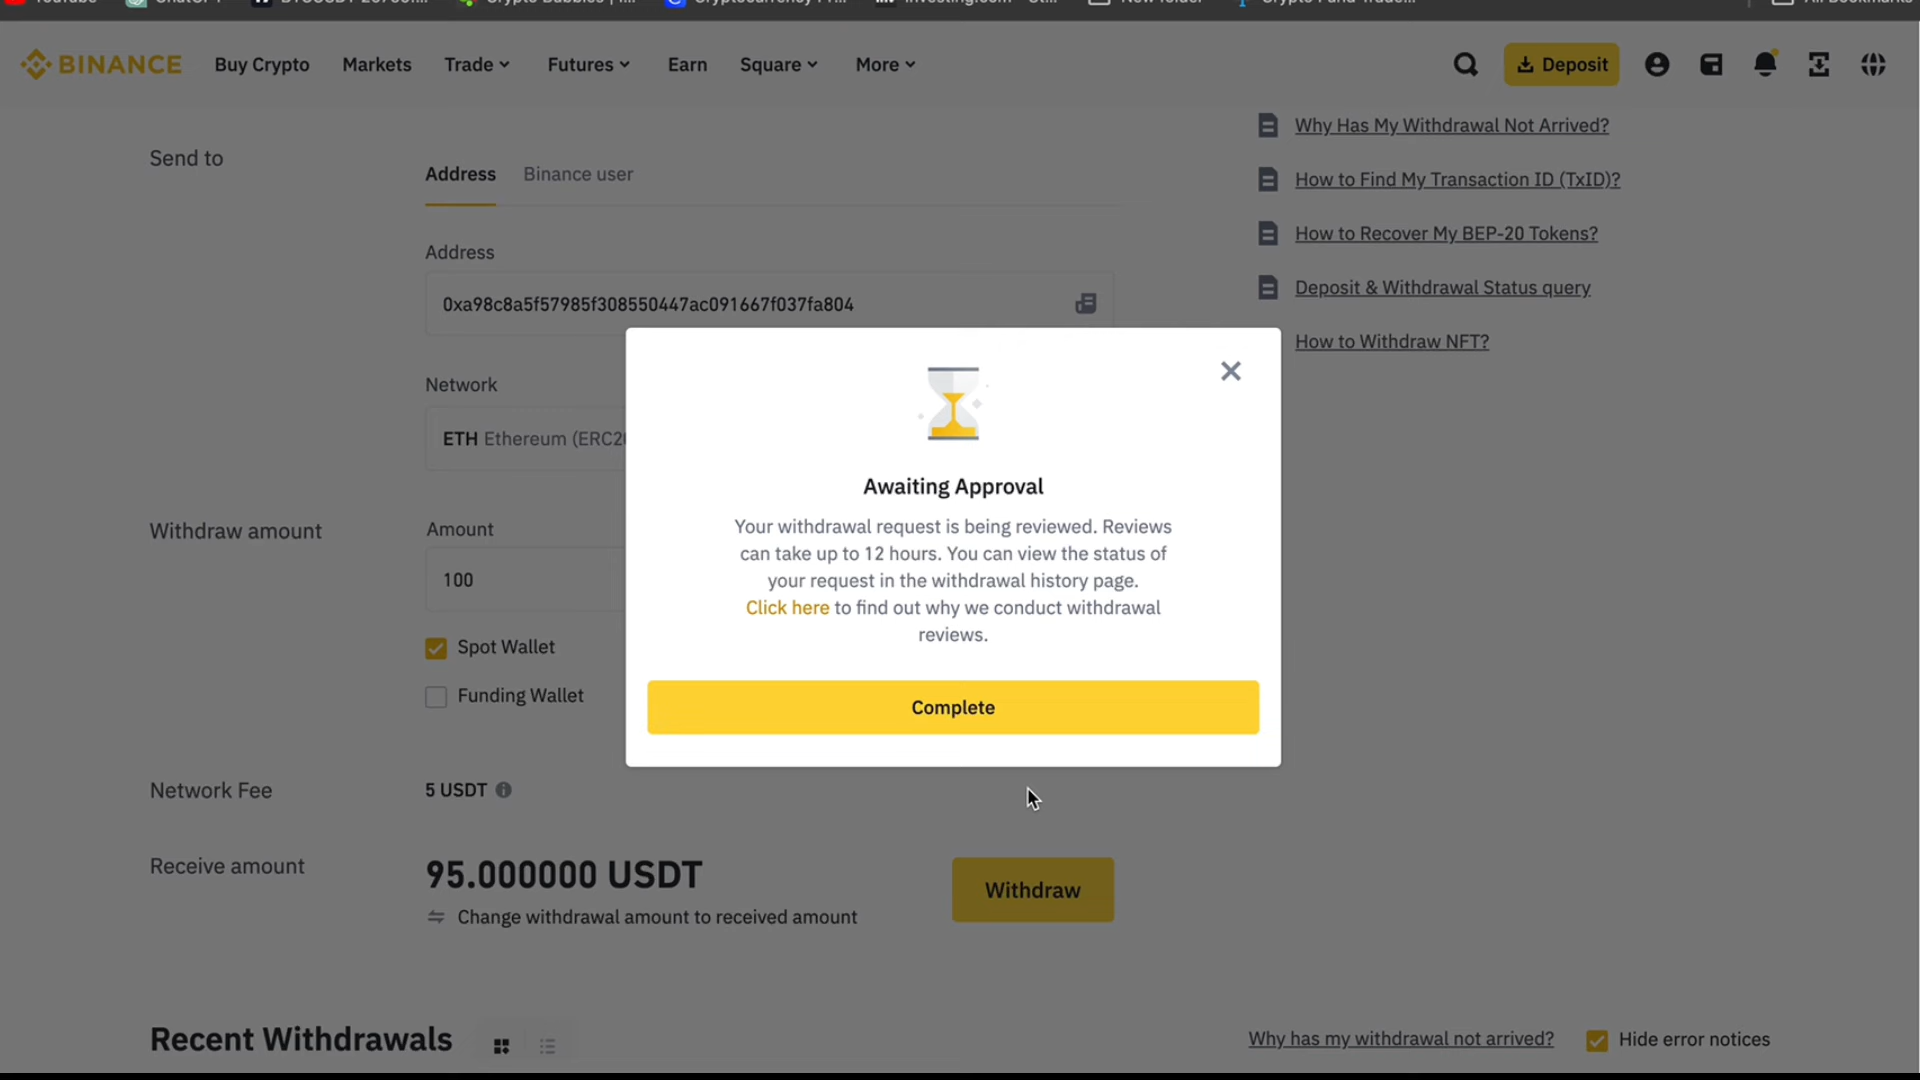 BINANCE
Buy Crypto
Markets
Trade
Futures
Earn
Square
More
Deposit
Send to
Address
Binance user
Address
0xa98c8a5f57985f308550447ac091667f037fa804
Network
ETH Ethereum
Withdraw amount
Amount
100
Spot Wallet
Funding Wallet
Network Fee
5 USDT
Receive amount
95.000000 USDT
Change withdrawal amount to received amount
Withdraw
Why Has My Withdrawal Not Arrived?
How to Find My Transaction ID (TxID)?
How to Recover My BEP-20 Tokens?
Deposit & Withdrawal Status query
How to Withdraw NFT?
Awaiting Approval
Your withdrawal request is being reviewed. Reviews
can take up to 12 hours. You can view the status of
your request in the withdrawal history page.
Click here to find out why we conduct withdrawal
reviews.
Complete
Recent Withdrawals
Why has my withdrawal not arrived?
Hide error notices